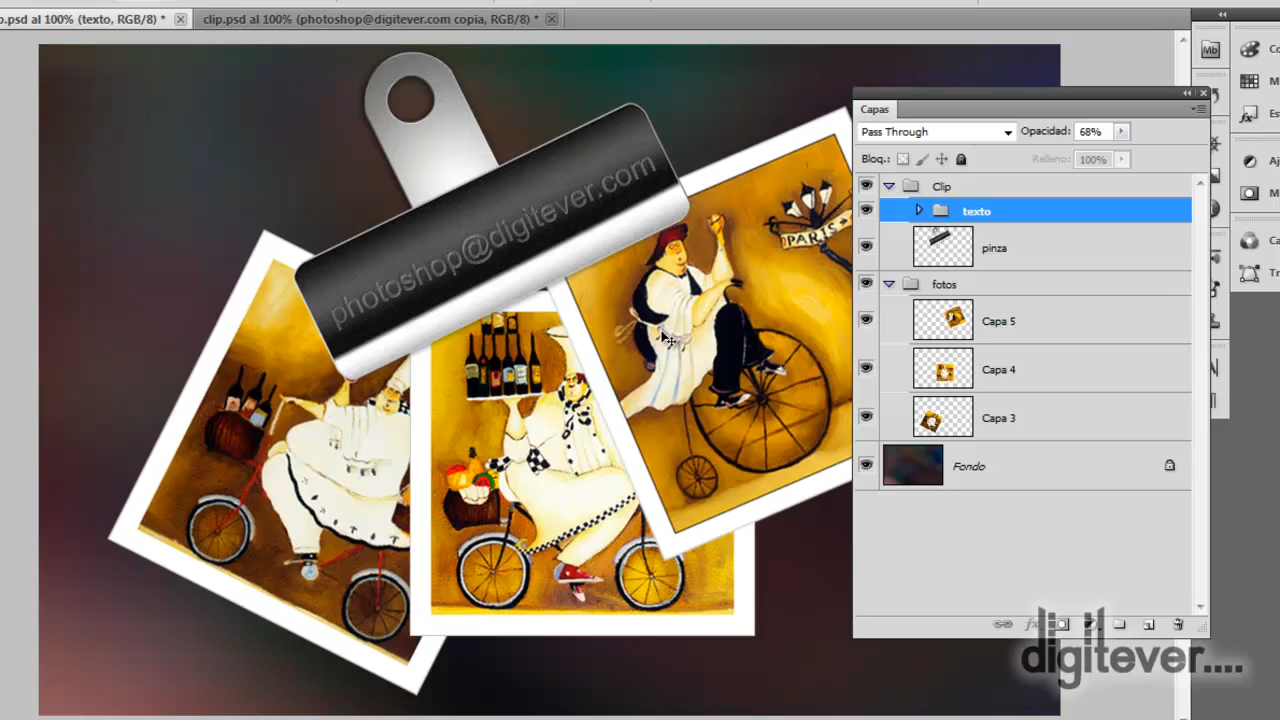 p.psd al 100% (texto, RGB/8) *
clip.psd al 100% (photoshop@digitever.com copia, RGB/8) *
Mb
Capas
Pass Through
Opacidad:
68%
Bloq.:
Relleno:
100%
Clip
texto
pinza
fotos
Capa 5
Capa 4
Capa 3
Fondo
photoshop@digitever.com
PARIS
digitever....